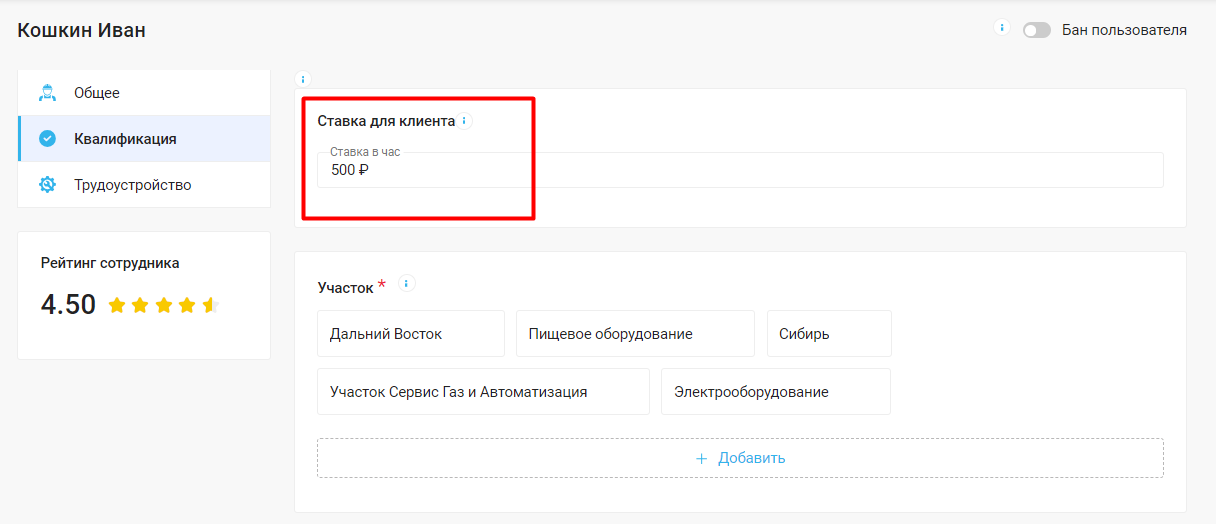 Кошкин Иван
Бан пользователя
Общее
Квалификация
Трудоустройство
Рейтинг сотрудника
4.50
Ставка для клиента
Ставка в час
500 ₽
Участок *
Дальний Восток
Пищевое оборудование
Сибирь
Участок Сервис Газ и Автоматизация
Электрооборудование
+ Добавить